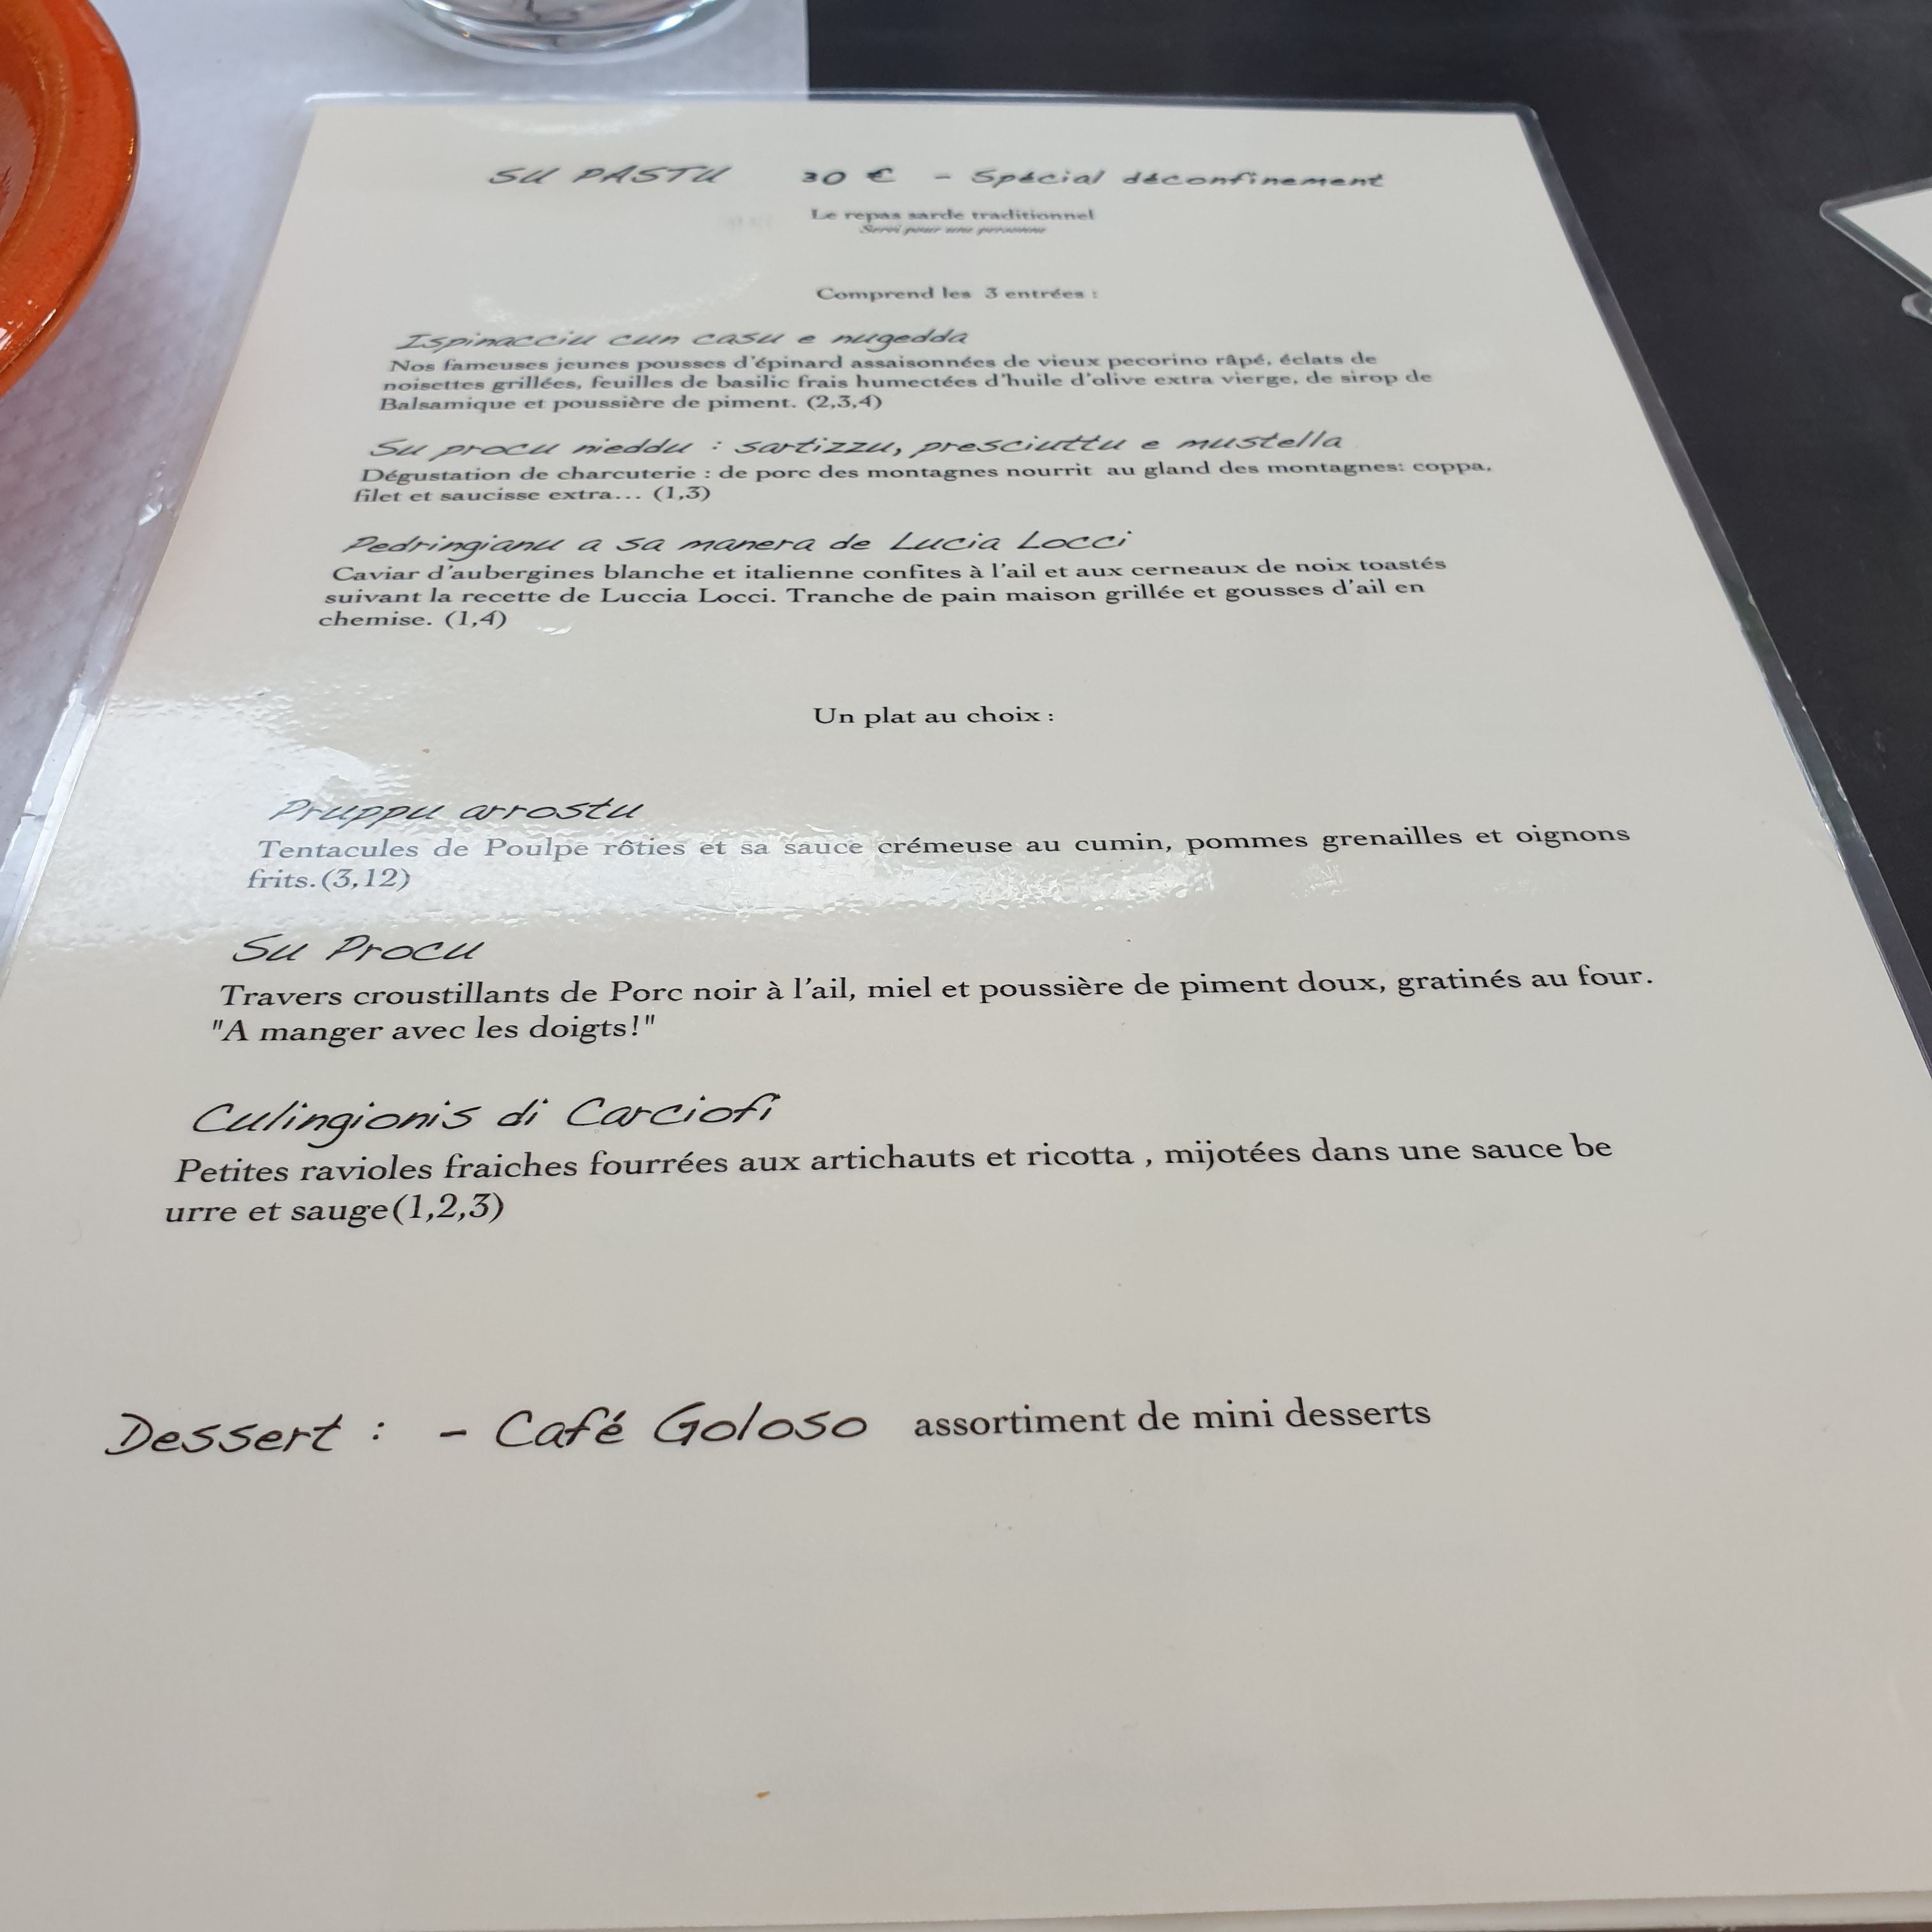 SU PASTU 30 € - Spécial déconfinement
Le repas sarde traditionnel
Servi pour une personne
Comprend les 3 entrées :
Ispinacciu cun casu e nugedda
Nos fameuses jeunes pousses d'épinard assaisonnées de vieux pecorino râpé, éclats de
noisettes grillées, feuilles de basilic frais humectées d'huile d'olive extra vierge, de sirop de
Balsamique et poussière de piment. (2,3,4)
Su procu nieddu : sartizzu, presciuttu e mustella
Dégustation de charcuterie : de porc des montagnes nourrit au gland des montagnes: coppa,
filet et saucisse extra... (1,3)
Pedringianu a sa manera de Lucia Locci
Caviar d'aubergines blanche et italienne confites à l'ail et aux cerneaux de noix toastés
suivant la recette de Luccia Locci. Tranche de pain maison grillée et gousses d'ail en
chemise. (1,4)
Un plat au choix :
Pruppu arrostu
Tentacules de Poulpe rôties et sa sauce crémeuse au cumin, pommes grenailles et oignons
frits.(3,12)
Su Procu
Travers croustillants de Porc noir à l'ail, miel et poussière de piment doux, gratinés au four.
"A manger avec les doigts!"
Culingionis di Carciofi
Petites ravioles fraiches fourrées aux artichauts et ricotta , mijotées dans une sauce be
urre et sauge(1,2,3)
Dessert : - Café Goloso assortiment de mini desserts